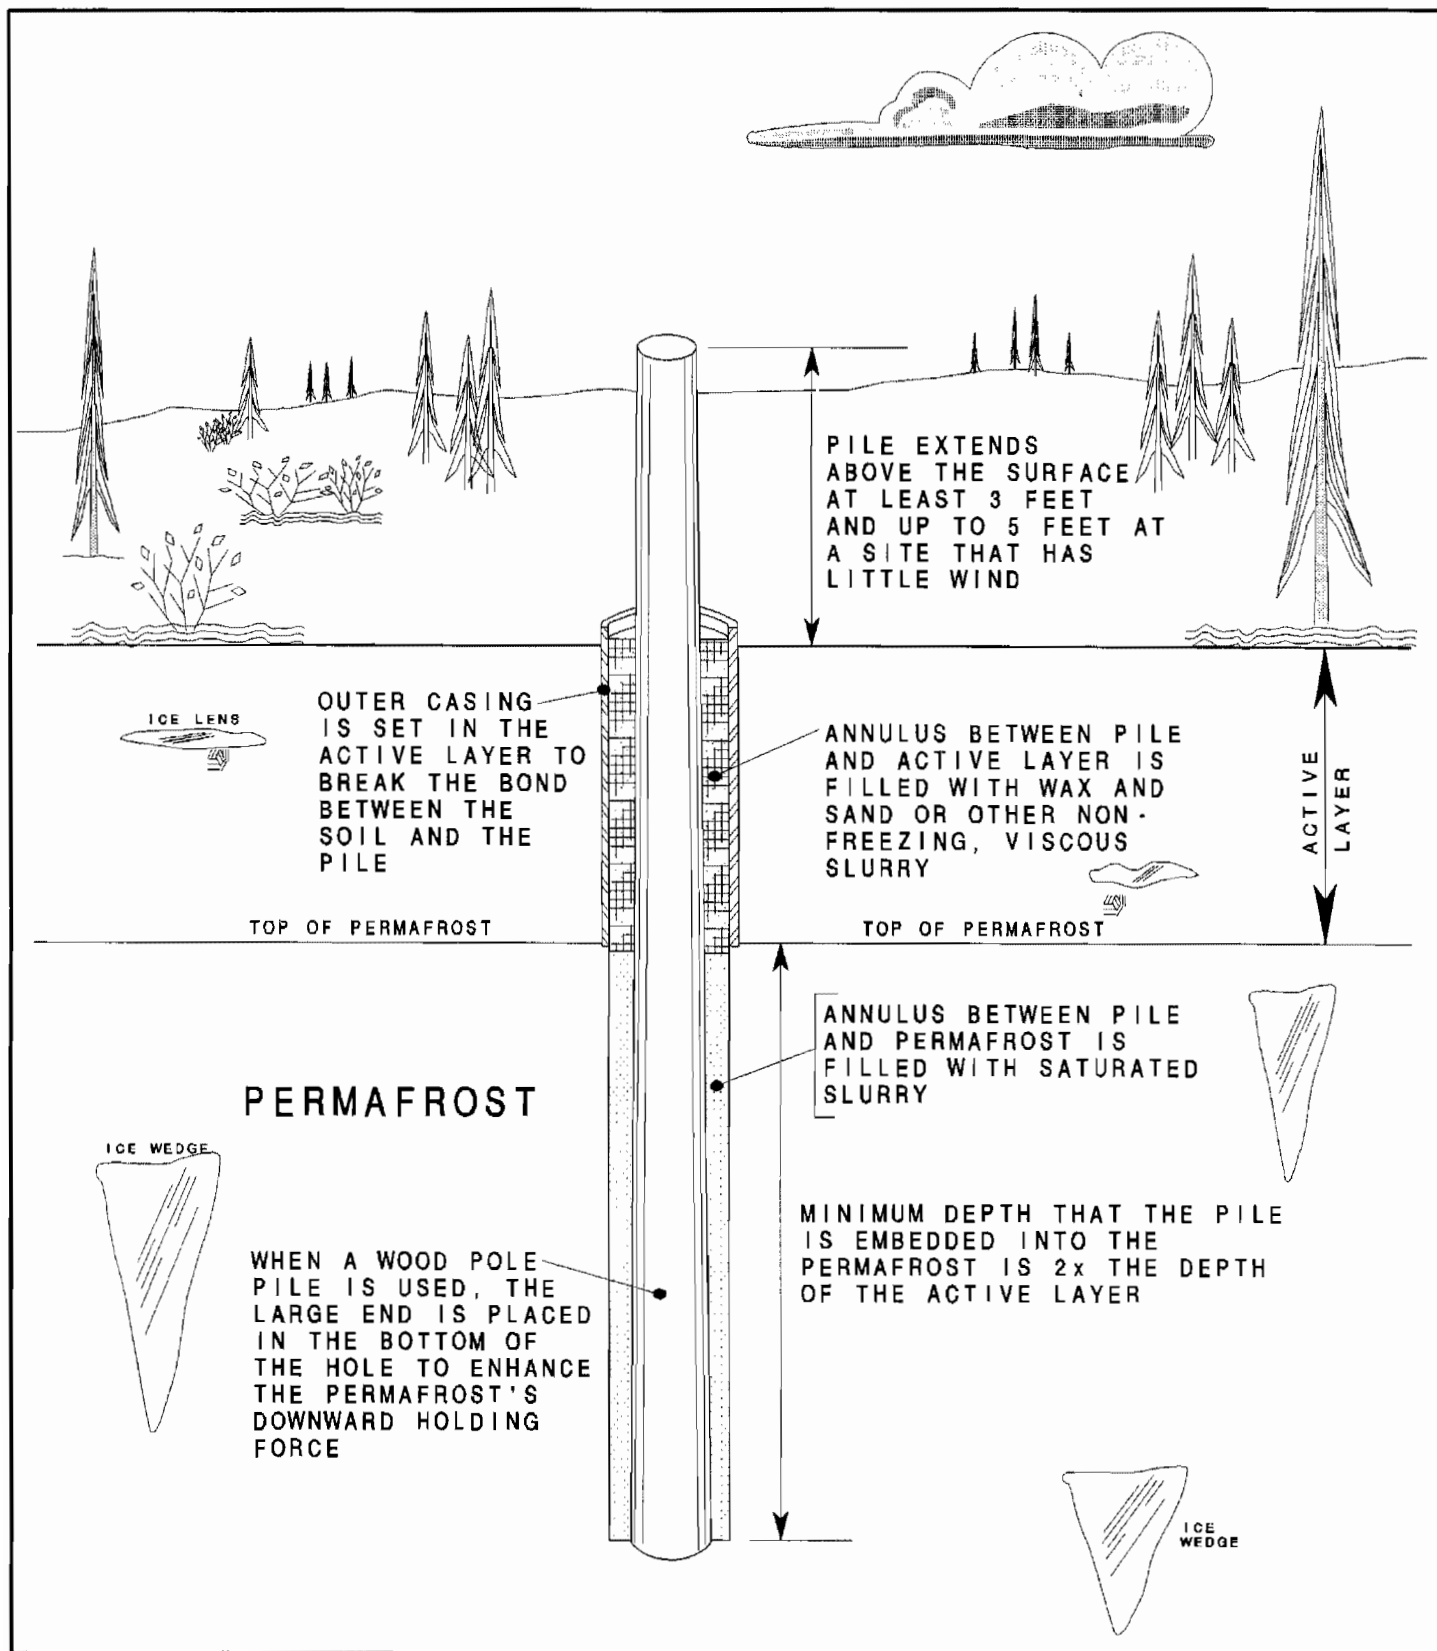 PILE EXTENDS
ABOVE THE SURFACE
AT LEAST 3 FEET
AND UP TO 5 FEET AT
A SITE THAT HAS
LITTLE WIND
ICE LENS
OUTER CASING
IS SET IN THE
ACTIVE LAYER TO
BREAK THE BOND
BETWEEN THE
SOIL AND THE
PILE
ANNULUS BETWEEN PILE
AND ACTIVE LAYER IS
FILLED WITH WAX AND
SAND OR OTHER NON-
FREEZING, VISCOUS
SLURRY
ACTIVE
LAYER
TOP OF PERMAFROST
TOP OF PERMAFROST
ANNULUS BETWEEN PILE
AND PERMAFROST IS
FILLED WITH SATURATED
SLURRY
PERMAFROST
ICE WEDGE
MINIMUM DEPTH THAT THE PILE
IS EMBEDDED INTO THE
PERMAFROST IS 2x THE DEPTH
OF THE ACTIVE LAYER
WHEN A WOOD POLE
PILE IS USED, THE
LARGE END IS PLACED
IN THE BOTTOM OF
THE HOLE TO ENHANCE
THE PERMAFROST'S
DOWNWARD HOLDING
FORCE
ICE
WEDGE